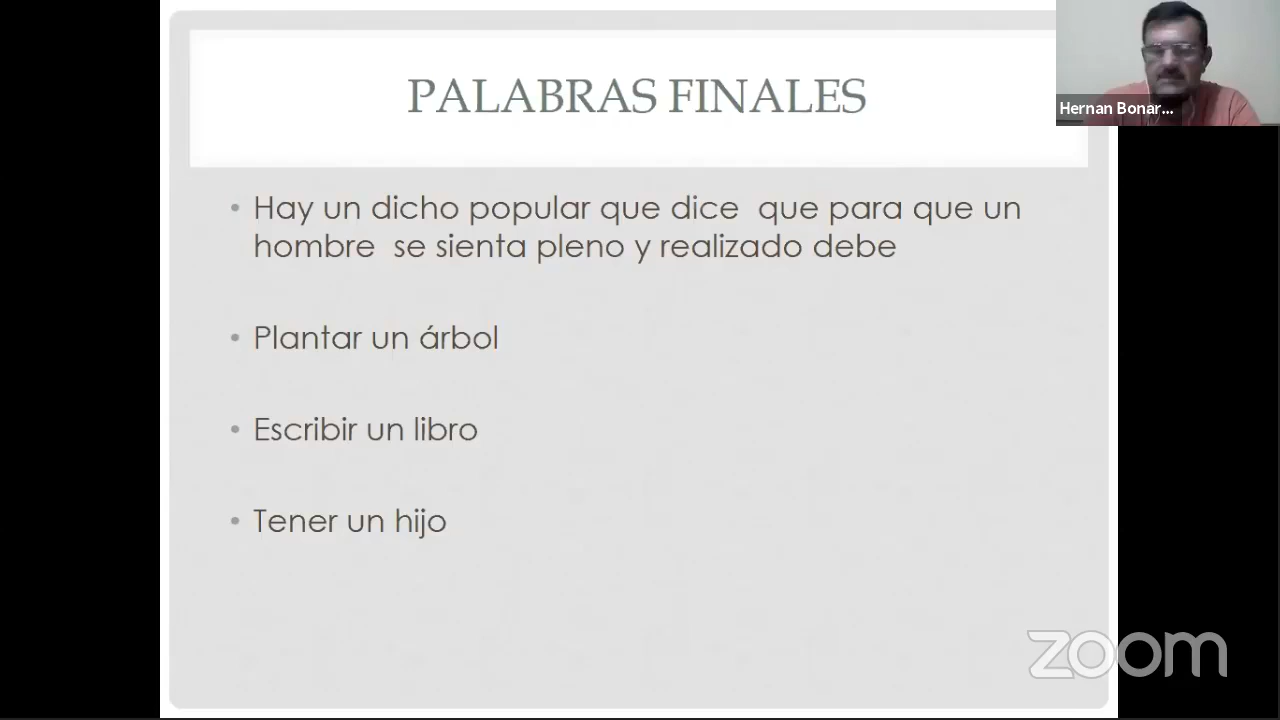 PALABRAS FINALES
Hernan Bonar...
• Hay un dicho popular que dice que para que un
hombre se sienta pleno y realizado debe
• Plantar un árbol
• Escribir un libro
• Tener un hijo
zoom